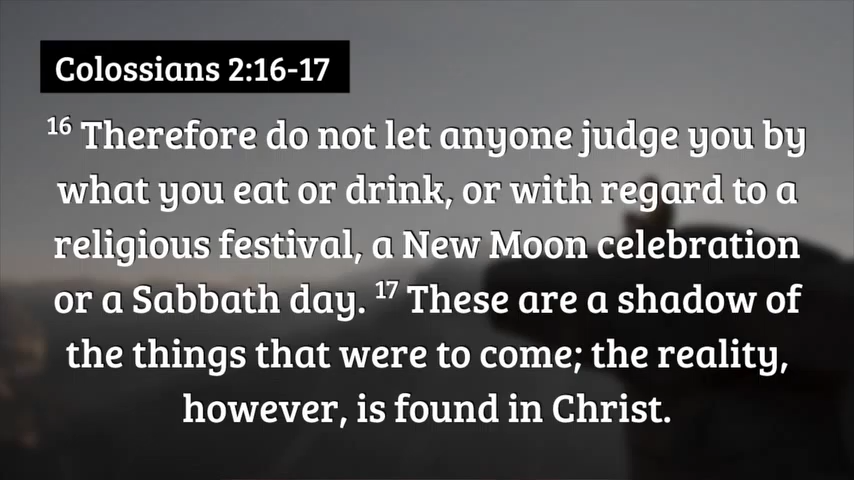 Colossians 2:16-17
16 Therefore do not let anyone judge you by
what you eat or drink, or with regard to a
religious festival, a New Moon celebration
or a Sabbath day. 17 These are a shadow of
the things that were to come; the reality,
however, is found in Christ.